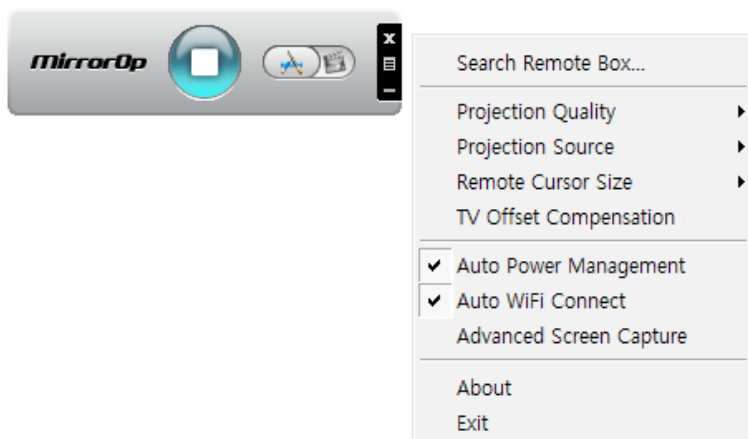 MirrorOp
Search Remote Box...
Projection Quality
Projection Source
Remote Cursor Size
TV Offset Compensation
Auto Power Management
Auto WiFi Connect
Advanced Screen Capture
About
Exit